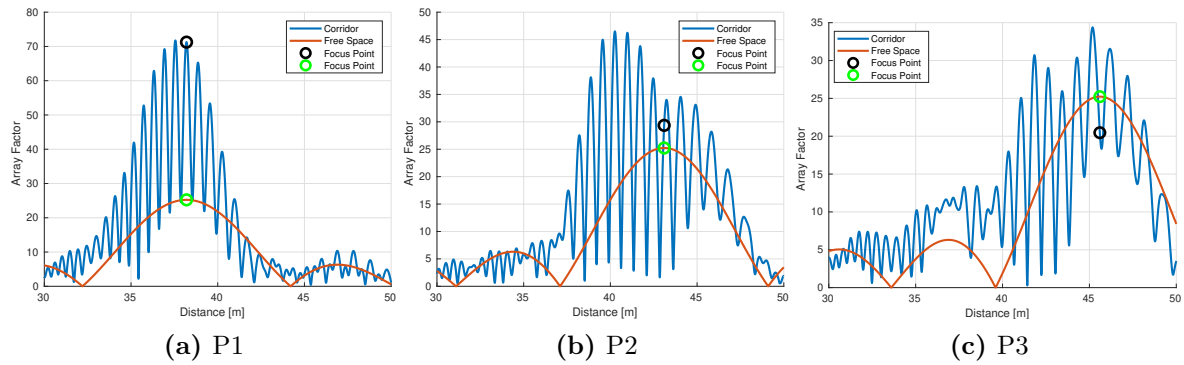 80
70
60
50
40
30
20
10
0
30
35
40
45
50
Array Factor
Distance [m]
Corridor
Free Space
Focus Point
Focus Point
(a) P1
50
45
40
35
30
25
20
15
10
5
0
30
35
40
45
50
Array Factor
Distance [m]
Corridor
Free Space
Focus Point
Focus Point
(b) P2
35
30
25
20
15
10
5
0
30
35
40
45
50
Array Factor
Distance [m]
Corridor
Free Space
Focus Point
Focus Point
(c) P3